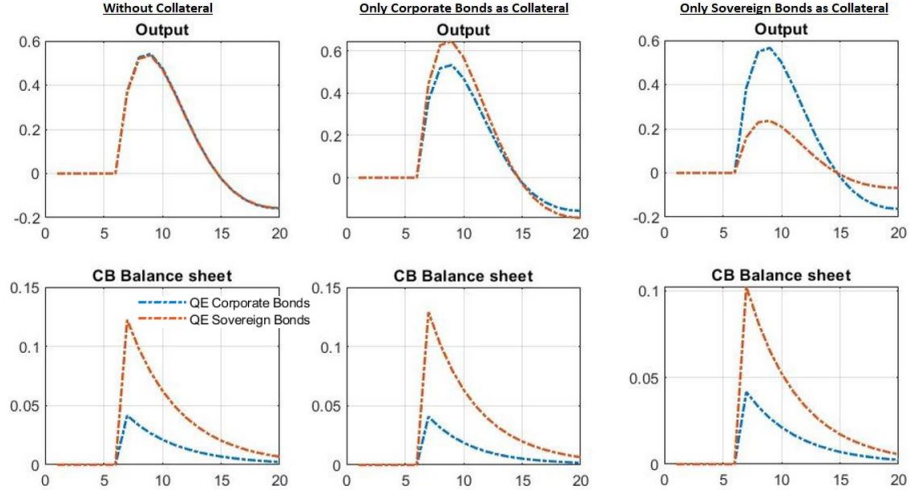 Without Collateral
Only Corporate Bonds as Collateral
Only Sovereign Bonds as Collateral
Output
Output
Output
0.6
0.4
0.2
0
-0.2
0 5 10 15 20
0.6
0.4
0.2
0
0 5 10 15 20
0.6
0.4
0.2
0
-0.2
0 5 10 15 20
CB Balance sheet
CB Balance sheet
CB Balance sheet
0.15
0.1
0.05
0
0 5 10 15 20
QE Corporate Bonds
QE Sovereign Bonds
0.15
0.1
0.05
0
0 5 10 15 20
0.1
0.05
0
0 5 10 15 20